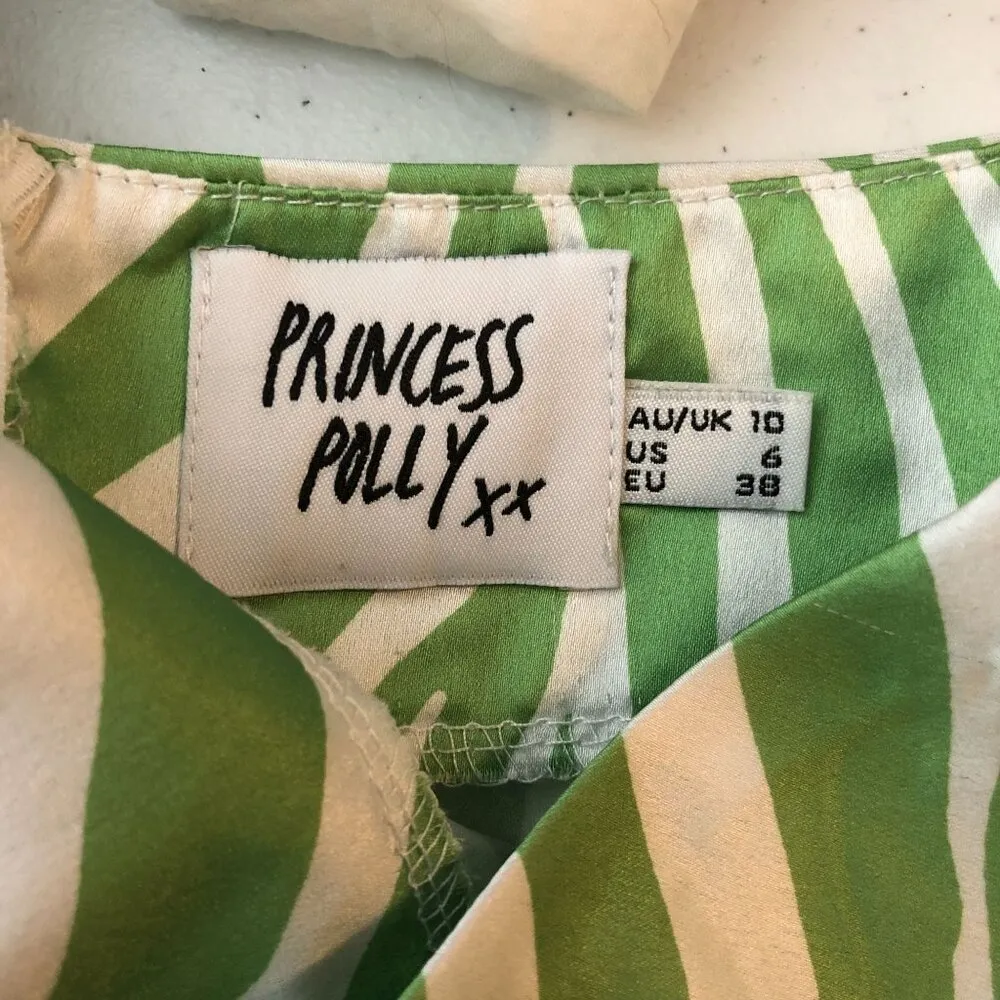 PRINCESS
POLLY xx
AU/UK 10
US 6
EU 38